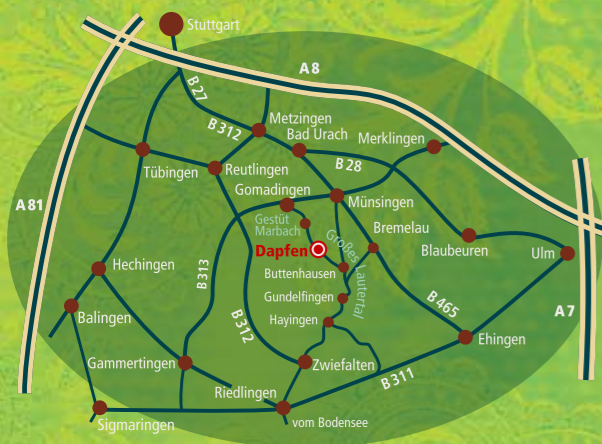 Stuttgart
A8
B27
B312
Metzingen
Bad Urach
Merklingen
B28
Tübingen
Reutlingen
Gomadingen
Münsingen
A81
Gestüt
Marbach
Großes Lautertal
Bremelau
Dapfen
Blaubeuren
Ulm
Hechingen
B313
Buttenhausen
Gundelfingen
B465
A7
Balingen
B312
Hayingen
Ehingen
Gammertingen
Zwiefalten
B311
Riedlingen
Sigmaringen
vom Bodensee